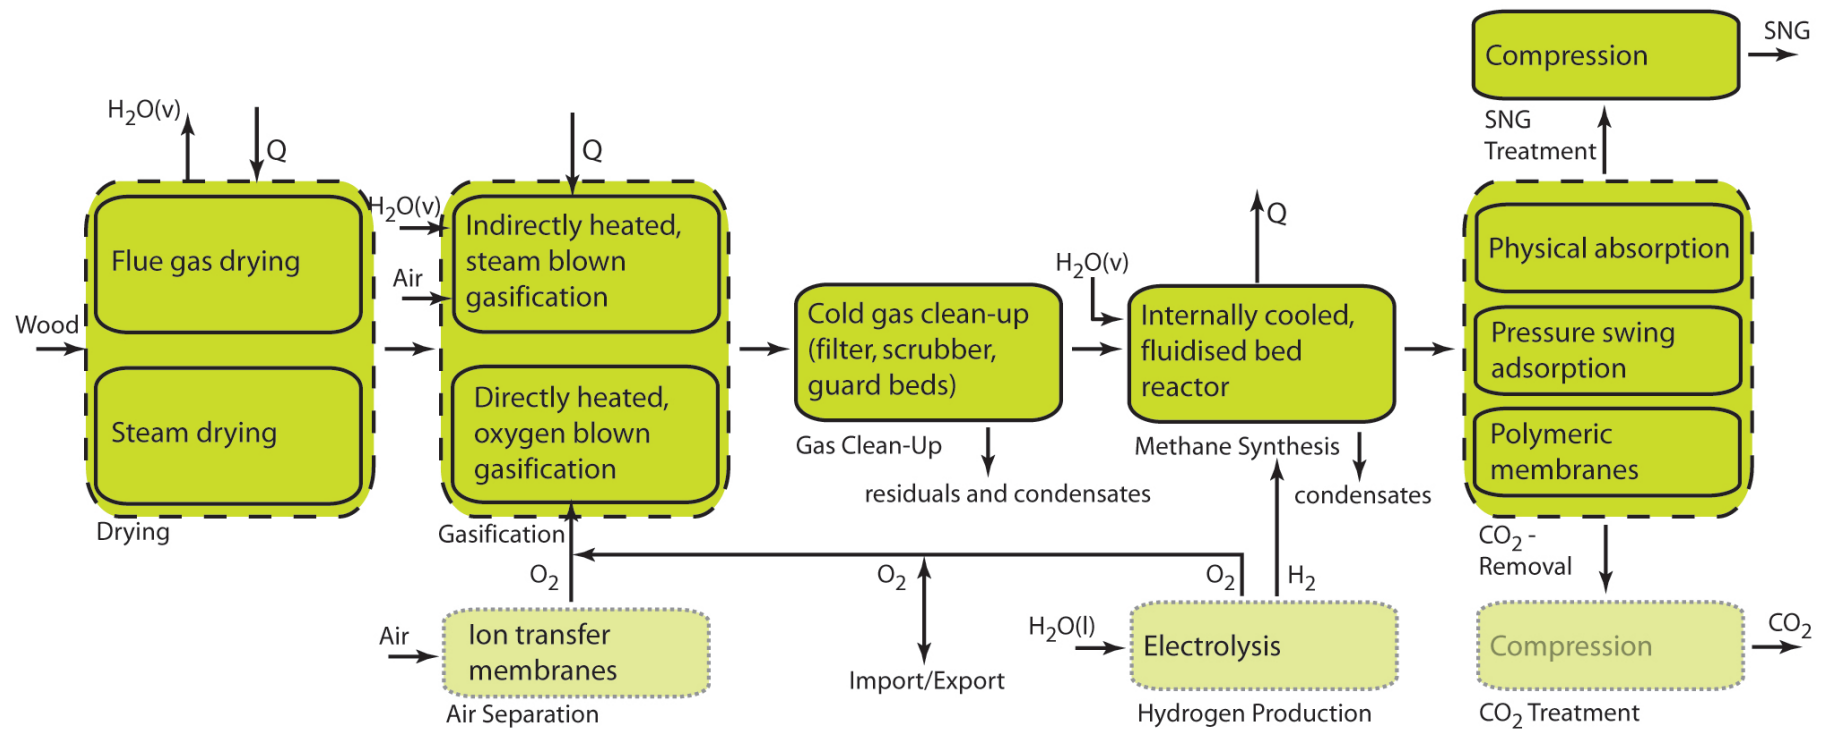 Compression
SNG
SNG
Treatment
H2O(v)
Q
Q
H2O(v)
Air
Wood
Flue gas drying
Steam drying
Drying
Indirectly heated,
steam blown
gasification
Directly heated,
oxygen blown
gasification
Gasification
Cold gas clean-up
(filter, scrubber,
guard beds)
Gas Clean-Up
residuals and condensates
H2O(v)
Q
Internally cooled,
fluidised bed
reactor
Methane Synthesis
condensates
Physical absorption
Pressure swing
adsorption
Polymeric
membranes
CO2 -
Removal
O2
O2
O2
H2
Air
Ion transfer
membranes
Air Separation
Import/Export
H2O(l)
Electrolysis
Hydrogen Production
Compression
CO2
CO2 Treatment